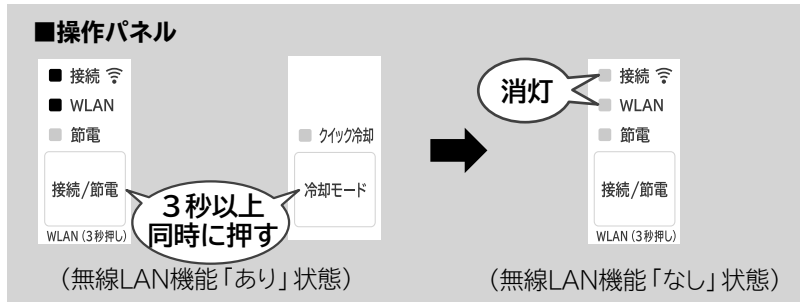 ■操作パネル
接続
WLAN
節電
接続/節電
WLAN（3秒押し）
3秒以上
同時に押す
クイック冷却
冷却モード
（無線LAN機能「あり」状態）
消灯
接続
WLAN
節電
接続/節電
WLAN（3秒押し）
（無線LAN機能「なし」状態）